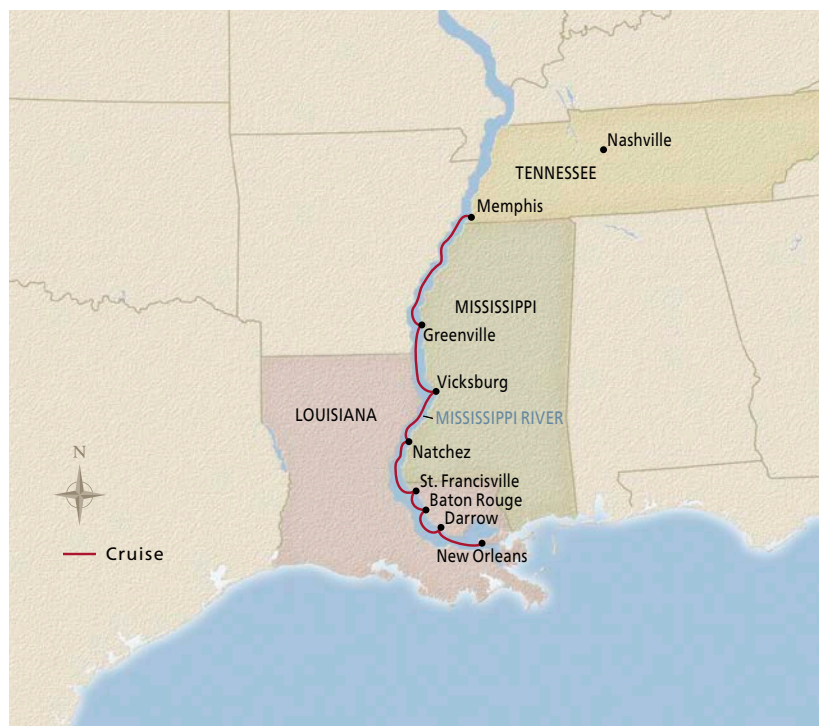 Nashville
TENNESSEE
Memphis
MISSISSIPPI
Greenville
Vicksburg
LOUISIANA
MISSISSIPPI RIVER
Natchez
N
St. Francisville
Baton Rouge
Darrow
Cruise
New Orleans